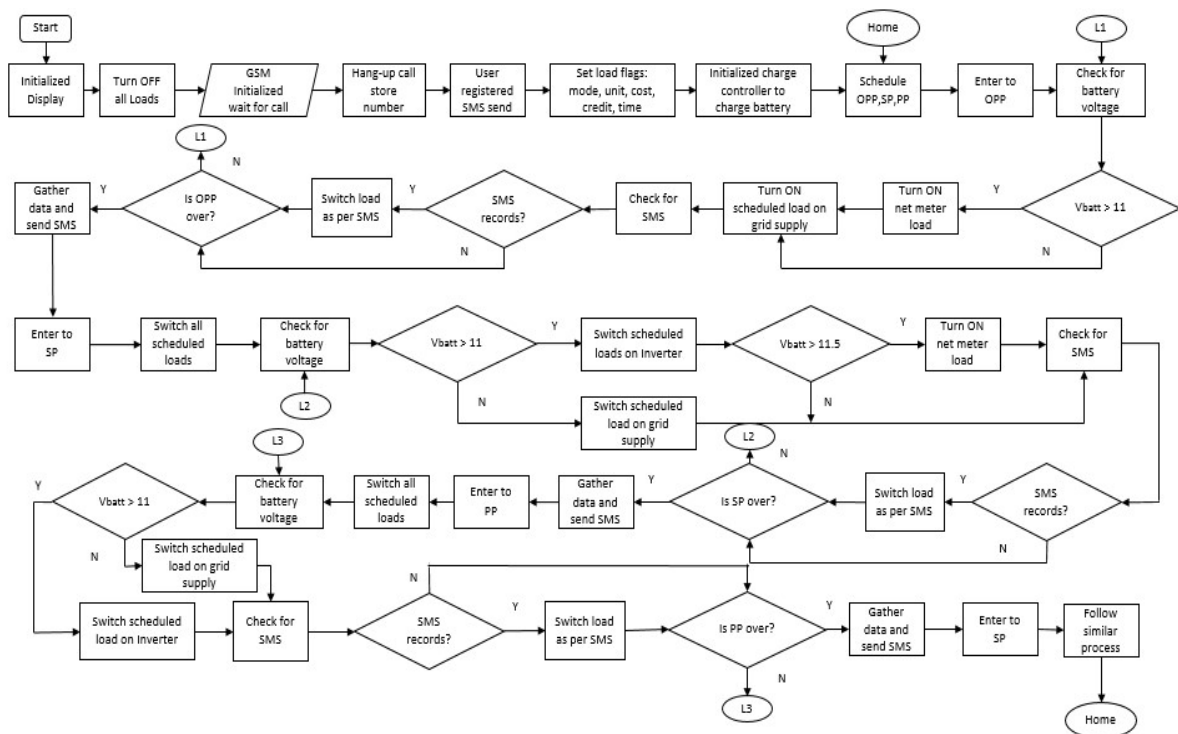 Start
Home
L1
Initialized
Display
Turn OFF
all Loads
GSM
Initialized
wait for call
Hang-up call
store
number
User
registered
SMS send
Set load flags:
mode, unit, cost,
credit, time
Initialized charge
controller to
charge battery
Schedule
OPP,SP,PP
Enter to
OPP
Check for
battery
voltage
L1
N
Gather
data and
send SMS
Y
Is OPP
over?
Switch load
as per SMS
Y
SMS
records?
N
Check for
SMS
Turn ON
scheduled load on
grid supply
Turn ON
net meter
load
Y
Vbatt > 11
N
Enter to
SP
Switch all
scheduled
loads
Check for
battery
voltage
L2
Vbatt > 11
Y
N
Switch scheduled
loads on Inverter
Switch scheduled
load on grid
supply
Vbatt > 11.5
Y
N
Turn ON
net meter
load
Check for
SMS
L3
L2
N
Y
Vbatt > 11
N
Check for
battery
voltage
Switch all
scheduled
loads
Enter to
PP
Gather
data and
send SMS
Y
Is SP over?
Switch load
as per SMS
Y
SMS
records?
N
Switch scheduled
load on grid
supply
Switch scheduled
load on Inverter
Check for
SMS
N
SMS
records?
Y
Switch load
as per SMS
Is PP over?
Y
N
Gather
data and
send SMS
Enter to
SP
Follow
similar
process
L3
Home